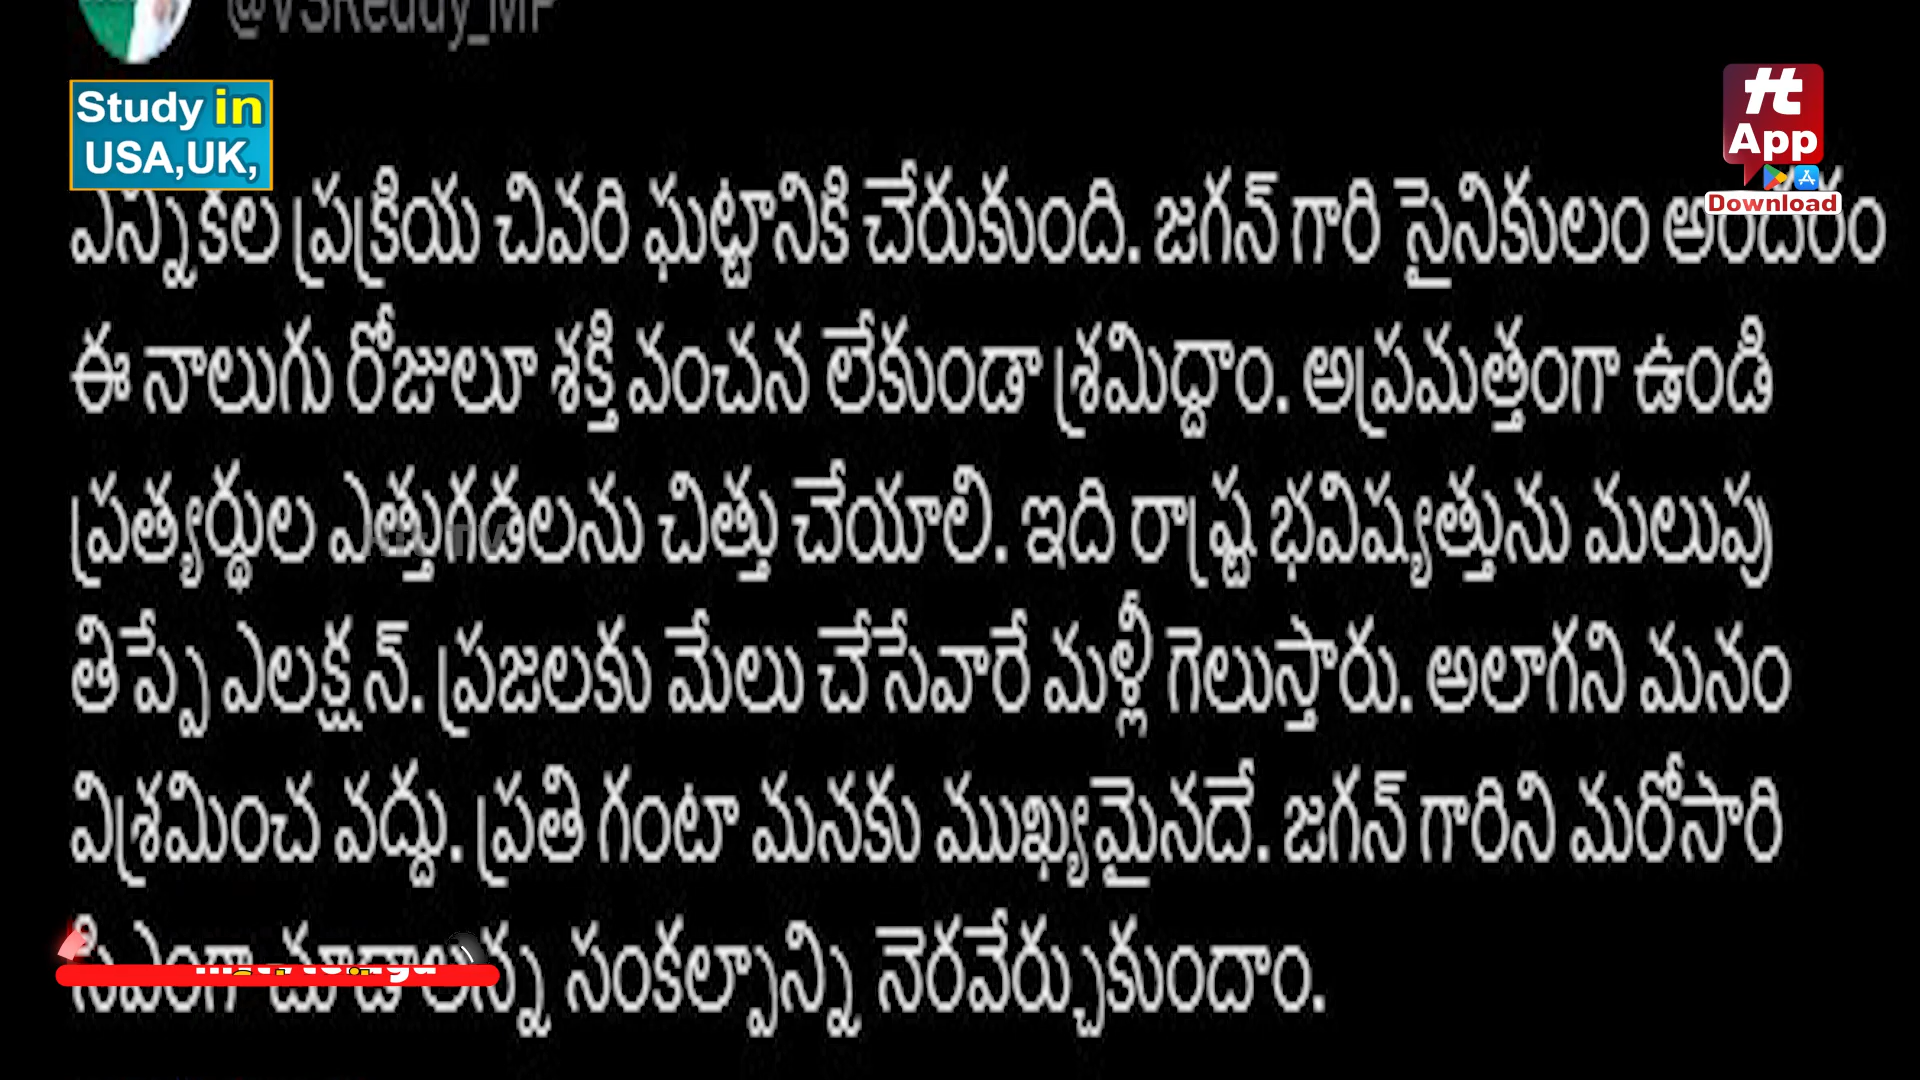 @VSReddy_MP
Study in
USA,UK,
App
Download
ఎన్నికల ప్రక్రియ చివరి ఘట్టానికి చేరుకుంది. జగన్ గారి సైనికులం అందరం
ఈ నాలుగు రోజులూ శక్తి వంచన లేకుండా శ్రమిద్దాం. అప్రమత్తంగా ఉండి
ప్రత్యర్థుల ఎత్తుగడలను చిత్తు చేయాలి. ఇది రాష్ట్ర భవిష్యత్తును మలుపు
తిప్పే ఎలక్షన్. ప్రజలకు మేలు చేసేవారే మళ్లీ గెలుస్తారు. అలాగని మనం
విశ్రమించ వద్దు. ప్రతి గంటా మనకు ముఖ్యమైనదే. జగన్ గారిని మరోసారి
సిఎంగా చూడాలన్న సంకల్పాన్ని నెరవేర్చుకుందాం.